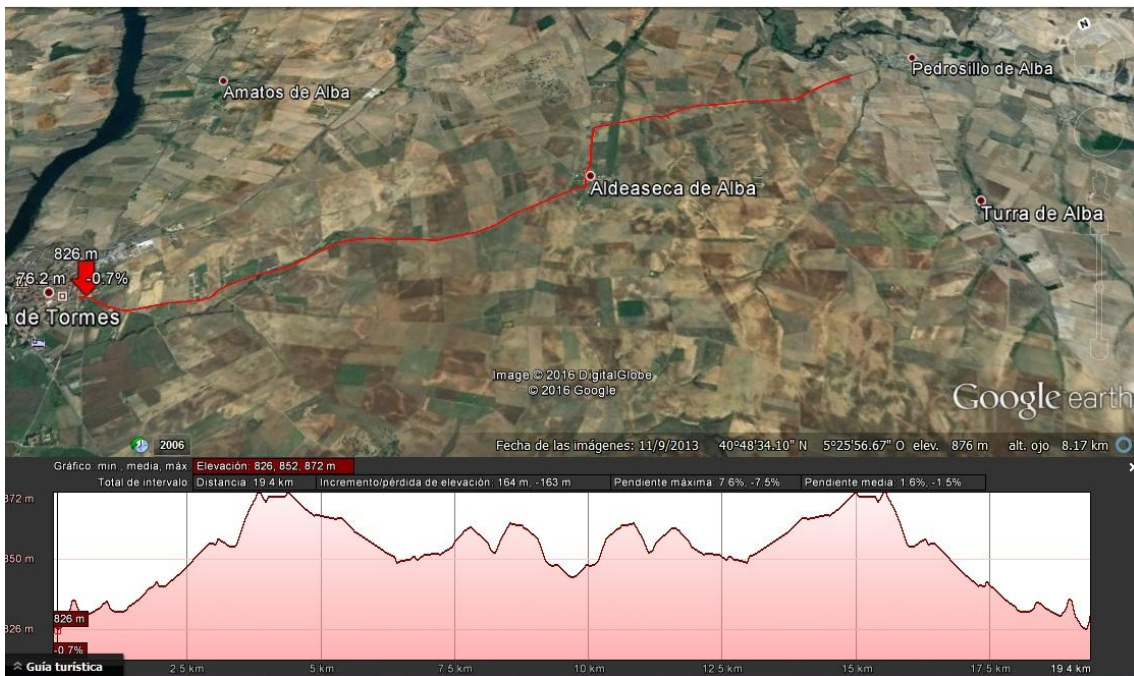 N
Pedrosillo de Alba
Amatos de Alba
Aldeaseca de Alba
Turra de Alba
826 m
76.2 m -0.7%
a de Tormes
Image © 2016 DigitalGlobe
© 2016 Google
Google earth
2006
Fecha de las imágenes: 11/9/2013 40º48'34.10" N 5º25'56.67" O elev. 876 m alt. ojo 8.17 km
Gráfico: min., media, máx Elevación: 826, 852, 872 m
Total de intervalo: Distancia: 19.4 km Incremento/pérdida de elevación: 164 m, -163 m Pendiente máxima: 7.6%, -7.5% Pendiente media: 1.6%, -1.5%
872 m
850 m
826 m
826 m
-0.7%
Guía turística
2.5 km 5 km 7.5 km 10 km 12.5 km 15 km 17.5 km 19.4 km